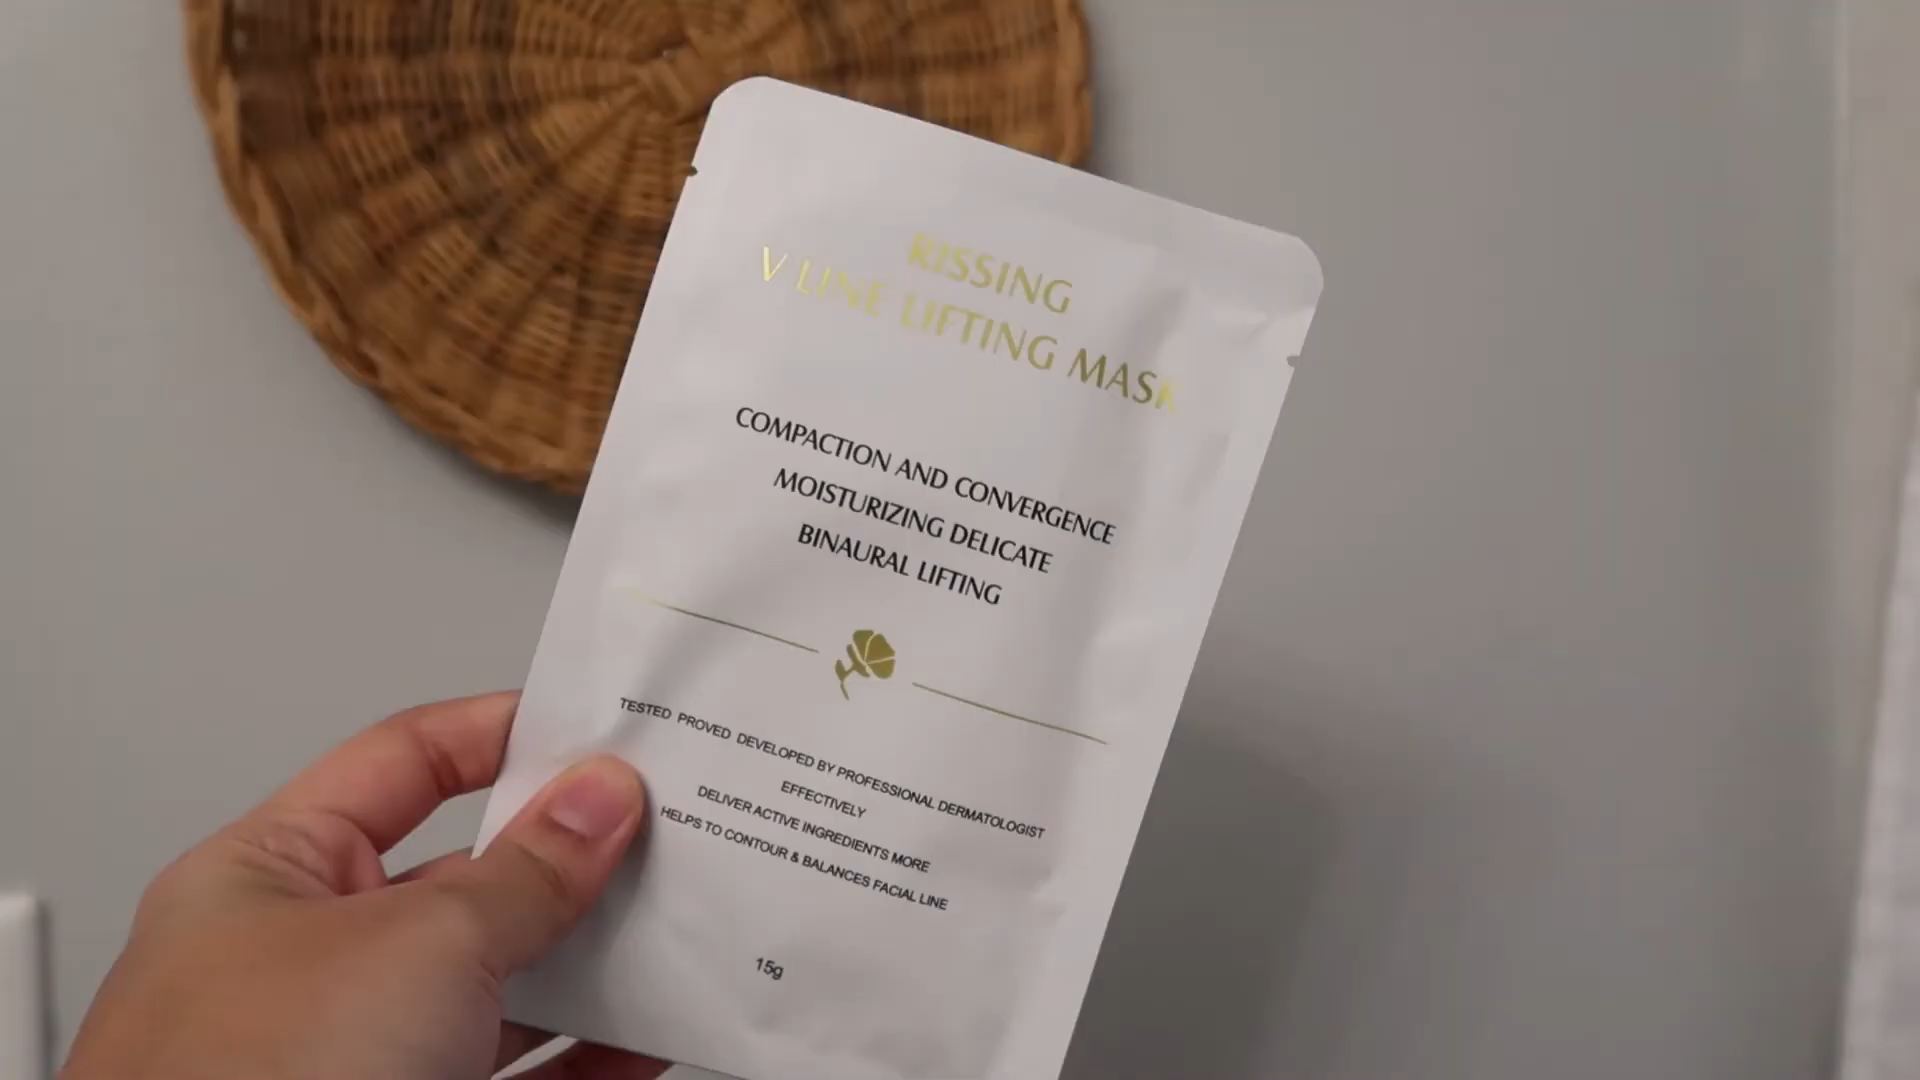 RISSING
V LINE LIFTING MASK
COMPACTION AND CONVERGENCE
MOISTURIZING DELICATE
BINAURAL LIFTING
TESTED PROVED DEVELOPED BY PROFESSIONAL DERMATOLOGIST
EFFECTIVELY
DELIVER ACTIVE INGREDIENTS MORE
HELPS TO CONTOUR & BALANCES FACIAL LINE
15g